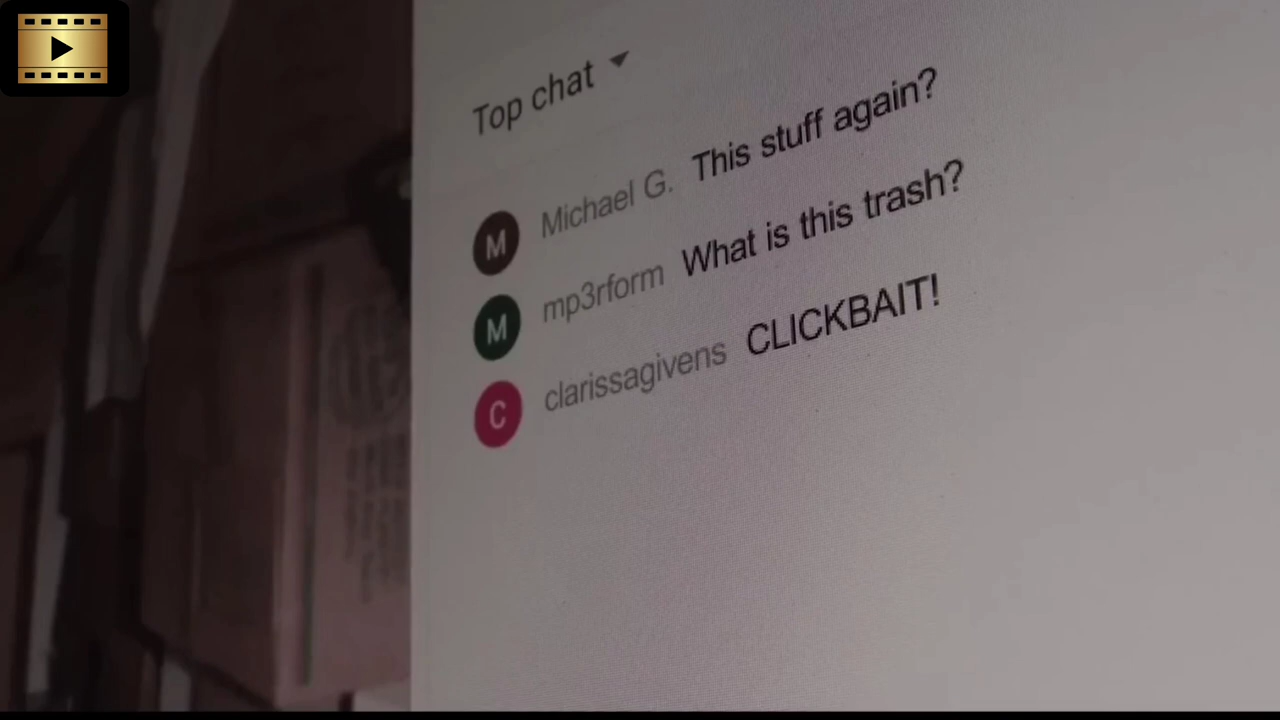 Top chat
M Michael G. This stuff again?
M mp3rform What is this trash?
C clarissagivens CLICKBAIT!